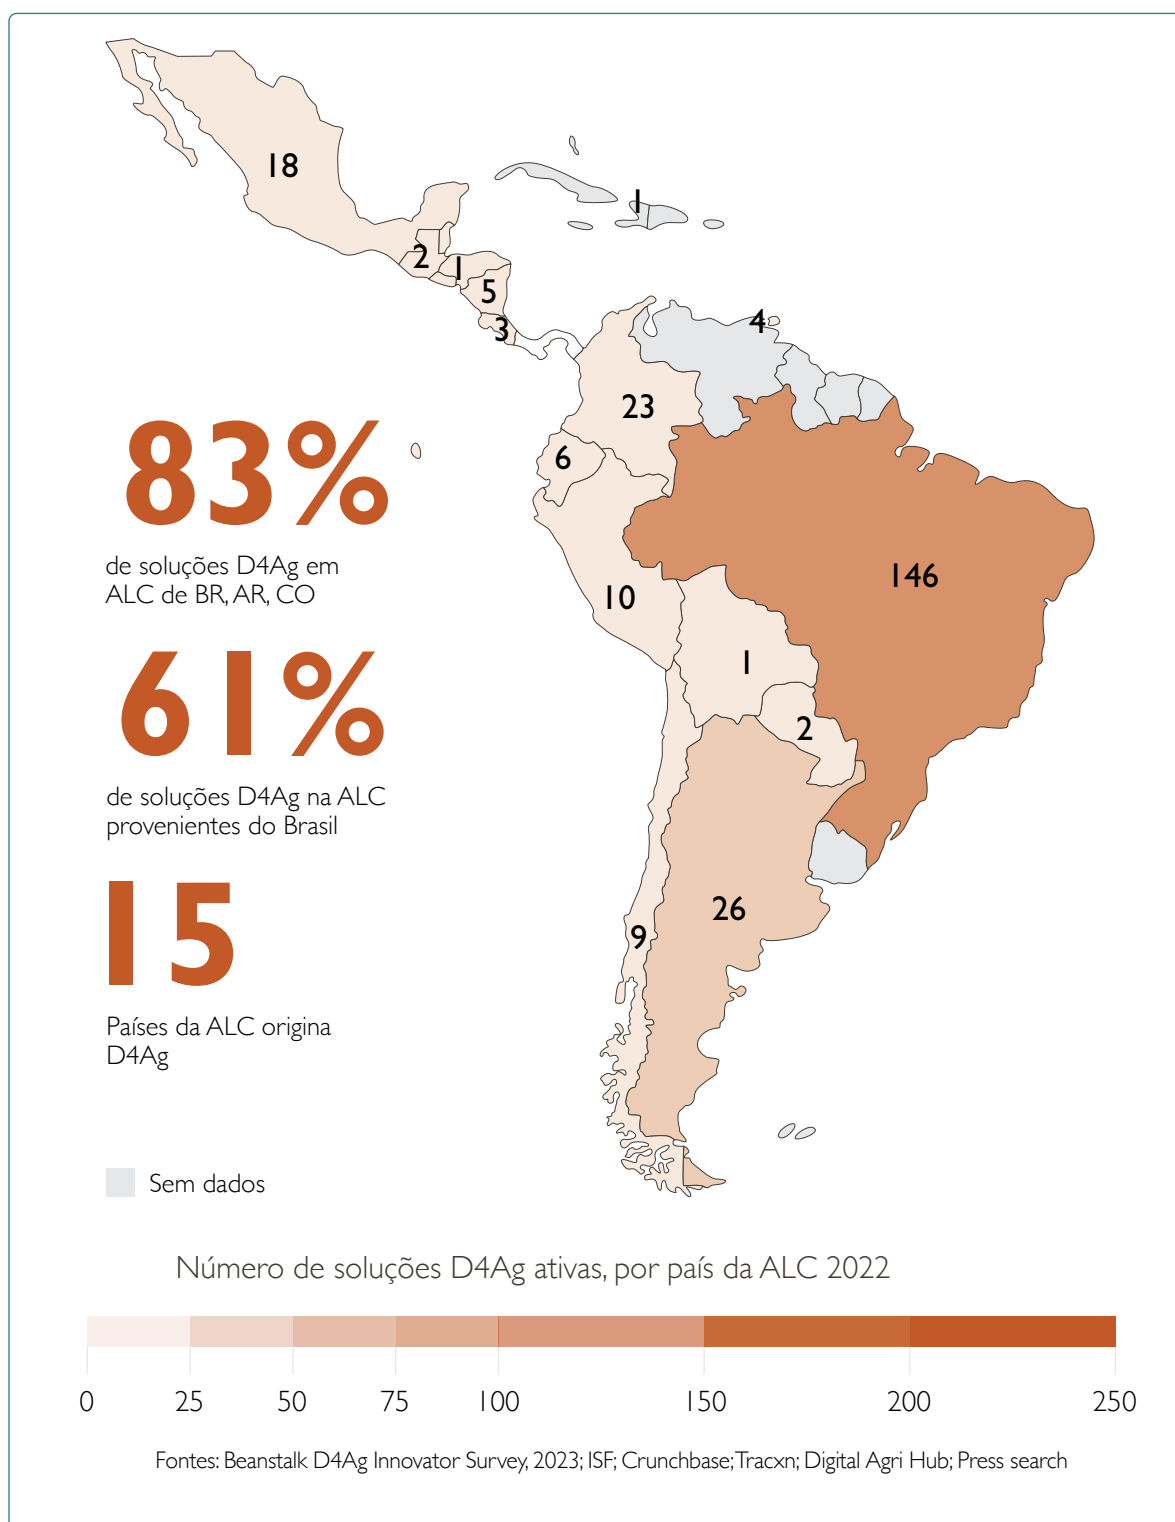 18
1
2
1
5
3
4
23
83%
6
de soluções D4Ag em
ALC de BR, AR, CO
146
10
61%
1
2
de soluções D4Ag na ALC
provenientes do Brasil
15
26
9
Países da ALC origina
D4Ag
Sem dados
Número de soluções D4Ag ativas, por país da ALC 2022
0 25 50 75 100 150 200 250
Fontes: Beanstalk D4Ag Innovator Survey, 2023; ISF; Crunchbase; Tracxn; Digital Agri Hub; Press search